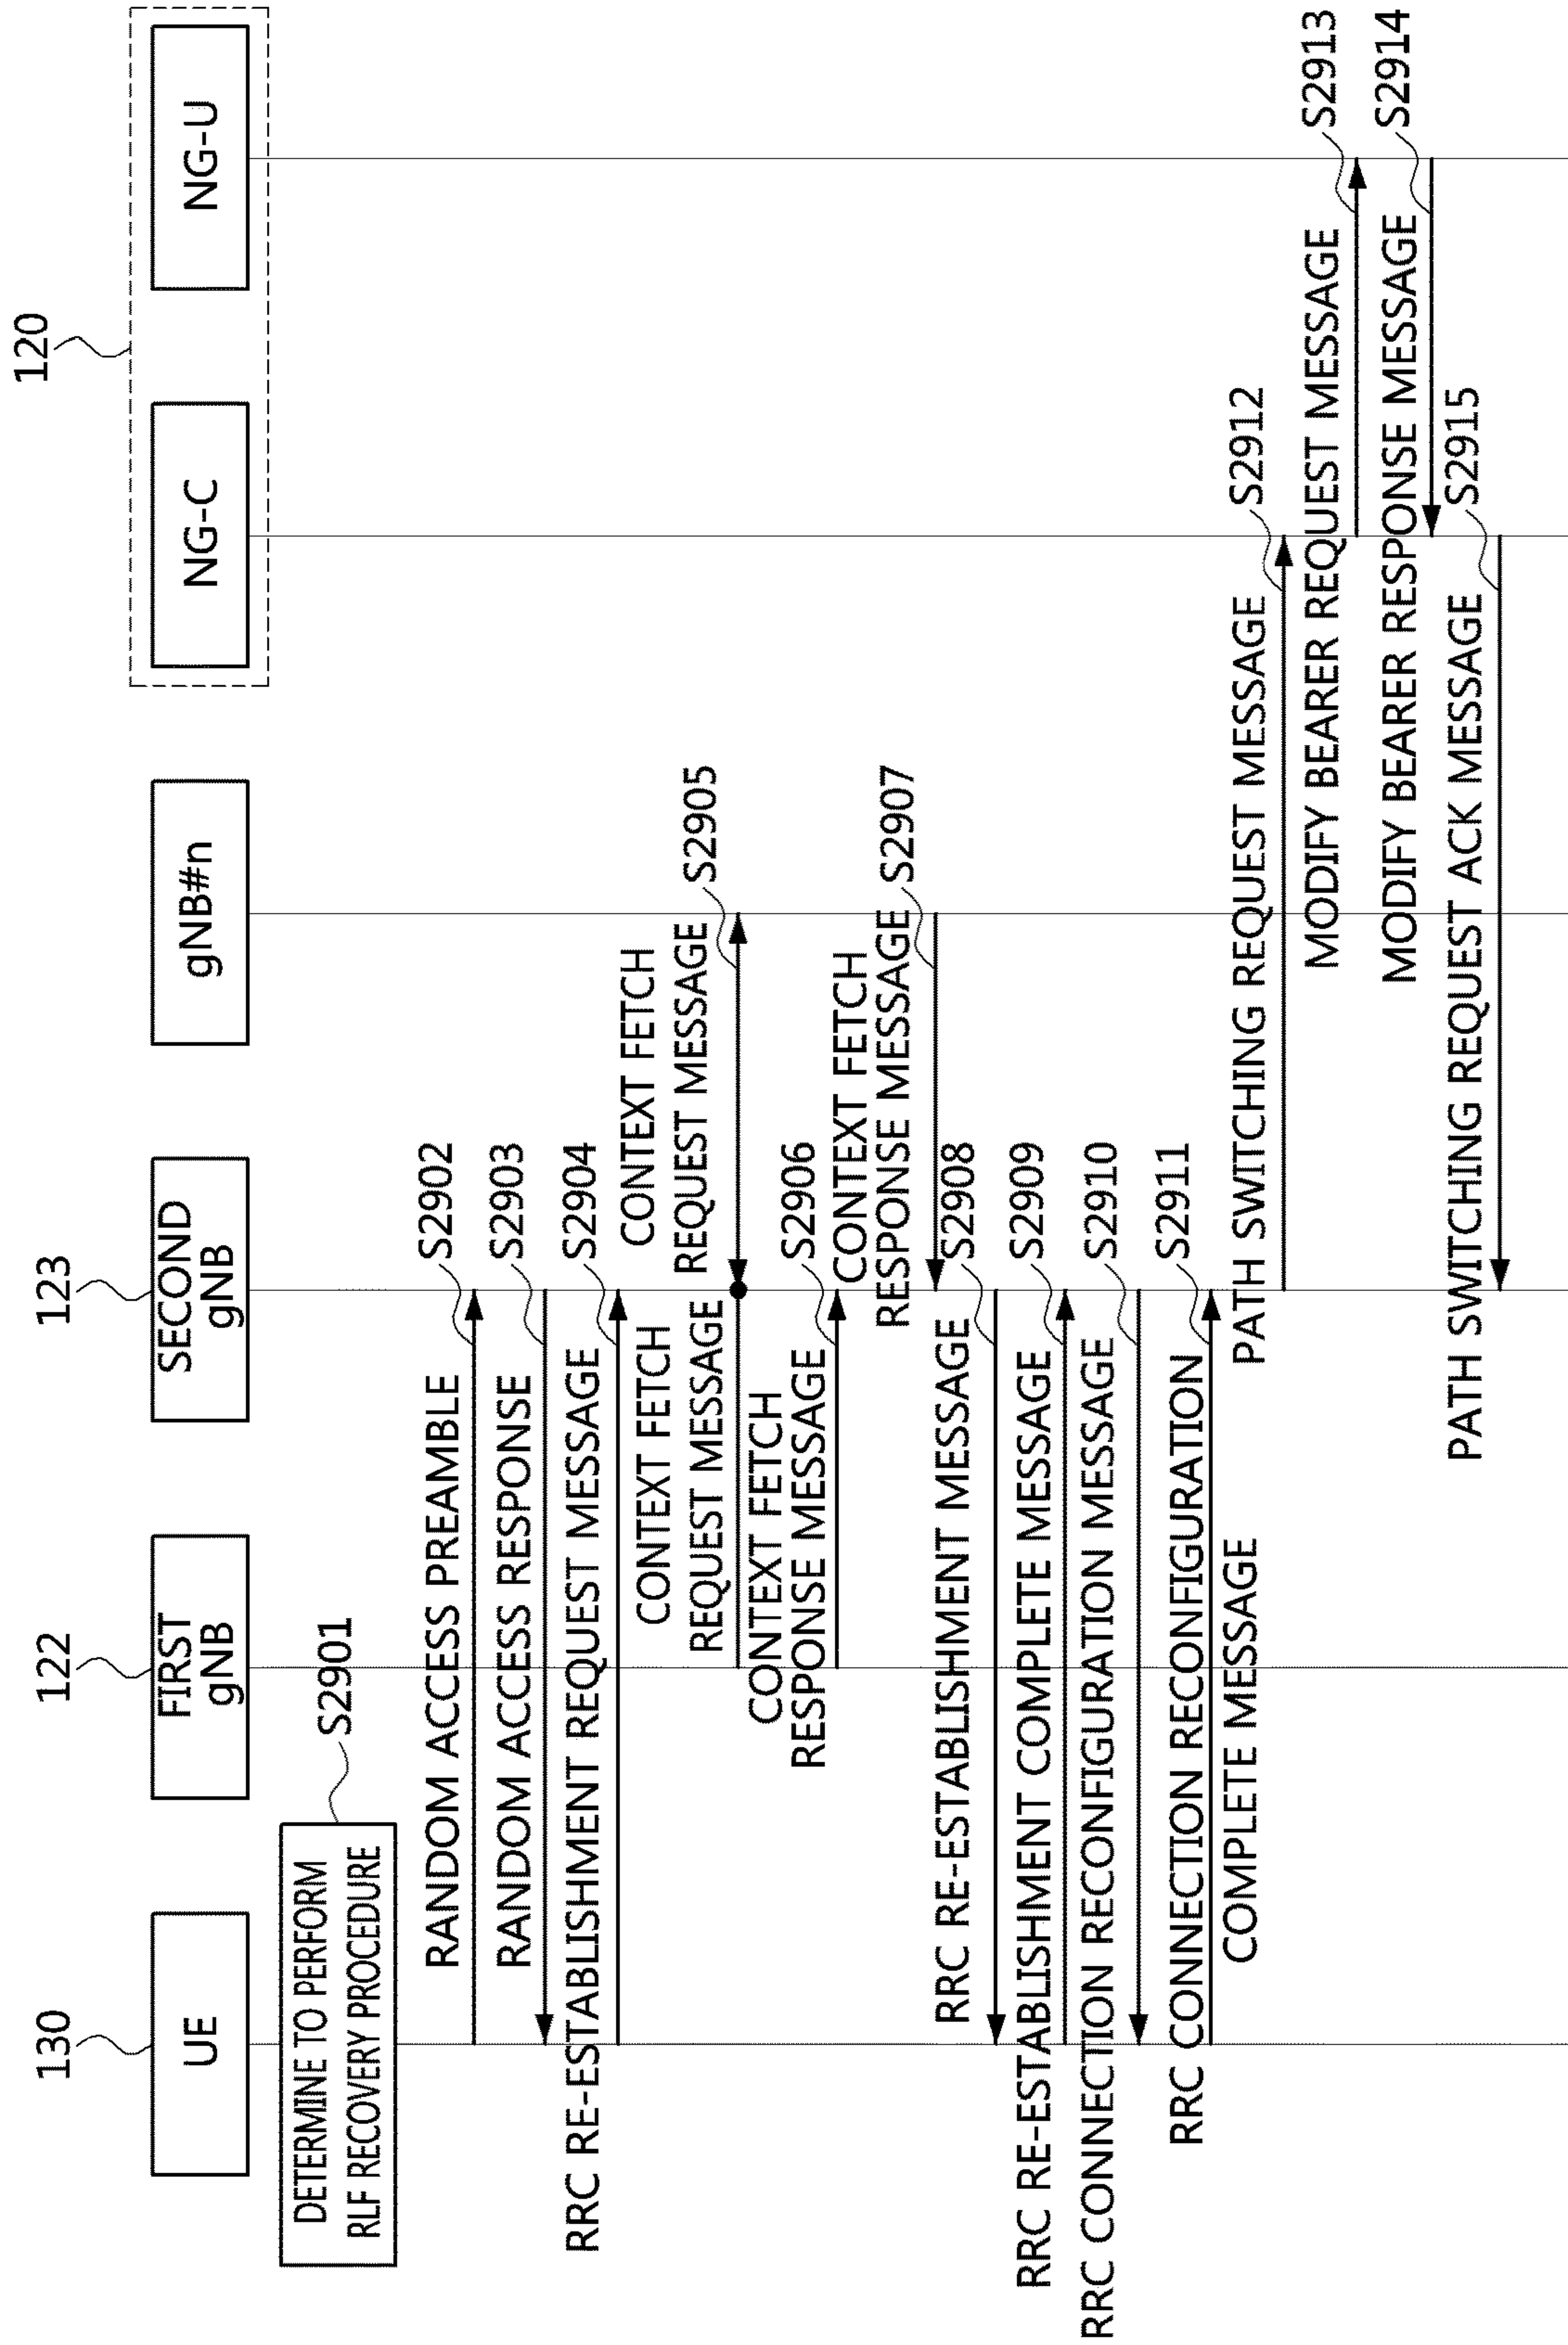 130
122
123
120
UE
FIRST
gNB
SECOND
gNB
gNB#n
NG-C
NG-U
DETERMINE TO PERFORM
RLF RECOVERY PROCEDURE
S2901
RANDOM ACCESS PREAMBLE
S2902
RANDOM ACCESS RESPONSE
S2903
RRC RE-ESTABLISHMENT REQUEST MESSAGE
S2904
CONTEXT FETCH
REQUEST MESSAGE
CONTEXT FETCH
REQUEST MESSAGE
S2905
CONTEXT FETCH
RESPONSE MESSAGE
S2906
CONTEXT FETCH
RESPONSE MESSAGE
S2907
RRC RE-ESTABLISHMENT MESSAGE
S2908
RRC RE-ESTABLISHMENT COMPLETE MESSAGE
S2909
RRC CONNECTION RECONFIGURATION MESSAGE
S2910
RRC CONNECTION RECONFIGURATION
COMPLETE MESSAGE
S2911
PATH SWITCHING REQUEST MESSAGE
S2912
MODIFY BEARER REQUEST MESSAGE
S2913
MODIFY BEARER RESPONSE MESSAGE
S2914
PATH SWITCHING REQUEST ACK MESSAGE
S2915